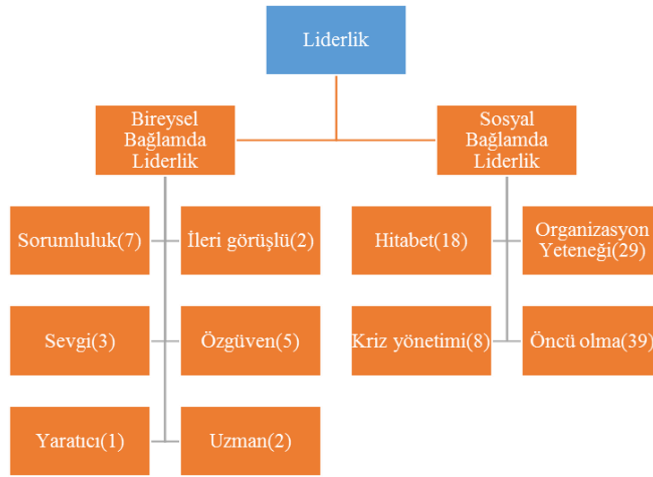 Liderlik
Bireysel
Bağlamda
Liderlik
Sosyal
Bağlamda
Liderlik
Sorumluluk(7)
İleri görüşlü(2)
Hitabet(18)
Organizasyon
Yeteneği(29)
Sevgi(3)
Özgüven(5)
Kriz yönetimi(8)
Öncü olma(39)
Yaratıcı(1)
Uzman(2)